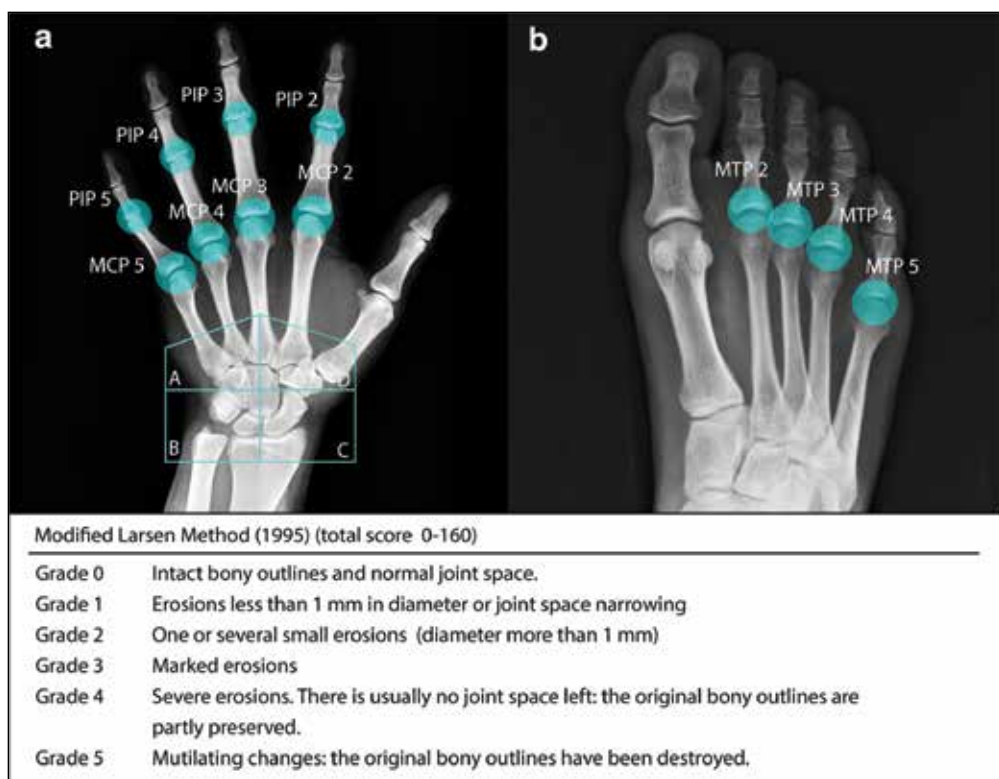 a
b
PIP 3
PIP 2
PIP 4
MCP 2
MCP 3
PIP 5
MCP 4
MCP 5
A
D
B
C
MTP 2
MTP 3
MTP 4
MTP 5
Modified Larsen Method (1995) (total score 0-160)
Grade 0 Intact bony outlines and normal joint space.
Grade 1 Erosions less than 1 mm in diameter or joint space narrowing
Grade 2 One or several small erosions (diameter more than 1 mm)
Grade 3 Marked erosions
Grade 4 Severe erosions. There is usually no joint space left: the original bony outlines are
partly preserved.
Grade 5 Mutilating changes: the original bony outlines have been destroyed.